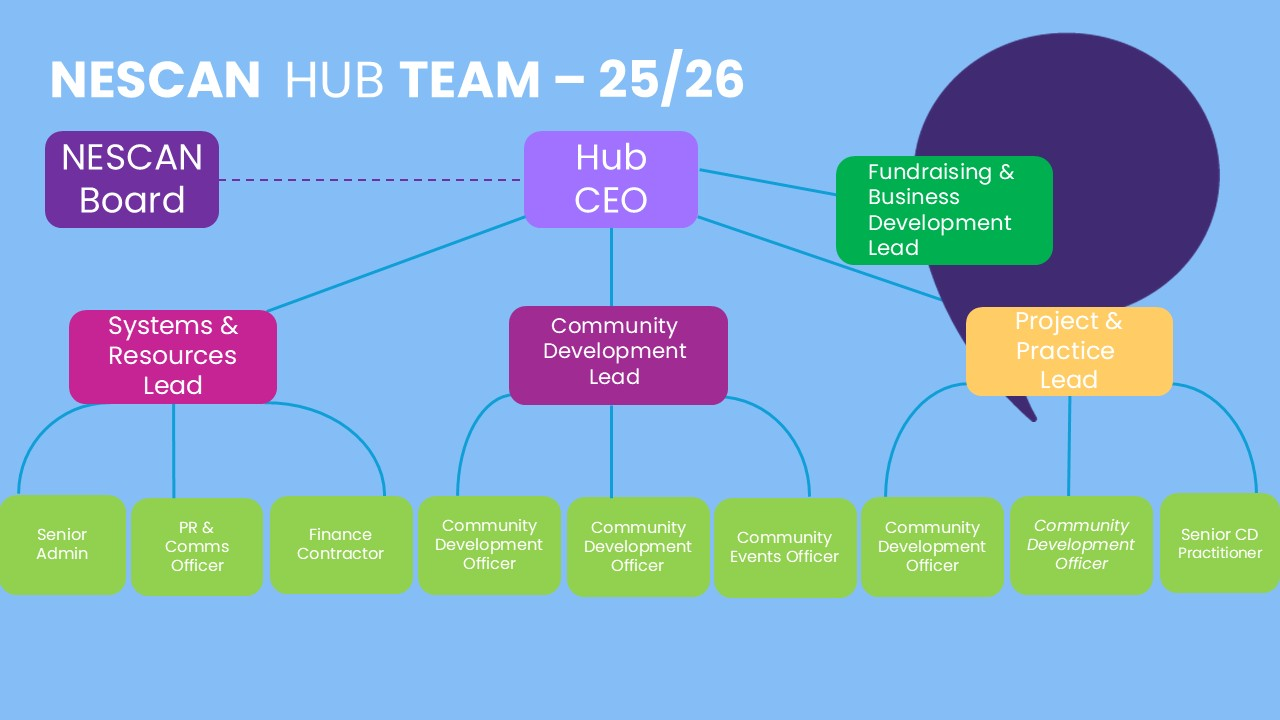 NESCAN HUB TEAM – 25/26
NESCAN
Board
Hub
CEO
Fundraising &
Business
Development
Lead
Systems &
Resources
Lead
Community
Development
Lead
Project &
Practice
Lead
Senior
Admin
PR &
Comms
Officer
Finance
Contractor
Community
Development
Officer
Community
Development
Officer
Community
Events Officer
Community
Development
Officer
Community
Development
Officer
Senior CD
Practitioner